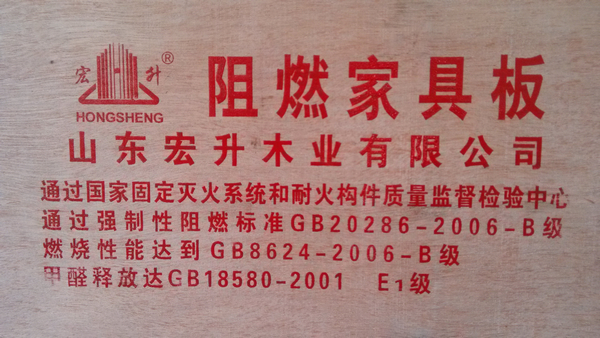 宏升®
HONGSHENG
阻燃家具板
山东宏升木业有限公司
通过国家固定灭火系统和耐火构件质量监督检验中心
通过强制性阻燃标准GB20286-2006-B级
燃烧性能达到GB8624-2006-B级
甲醛释放达GB18580-2001 E1级